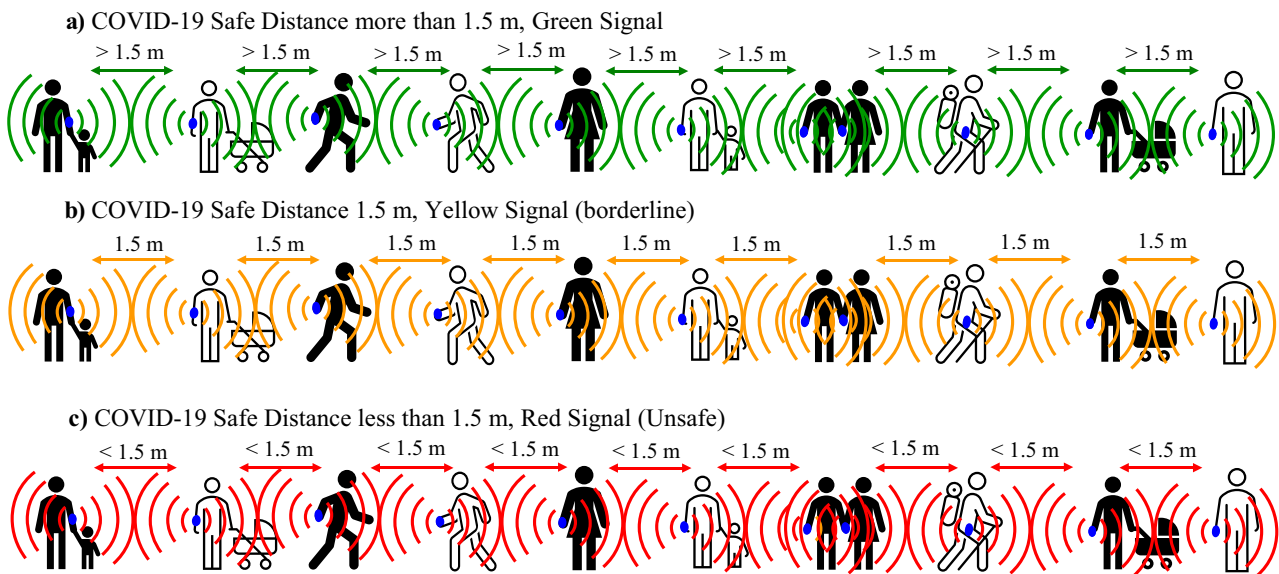 a) COVID-19 Safe Distance more than 1.5 m, Green Signal
> 1.5 m > 1.5 m > 1.5 m > 1.5 m > 1.5 m > 1.5 m > 1.5 m > 1.5 m > 1.5 m
b) COVID-19 Safe Distance 1.5 m, Yellow Signal (borderline)
1.5 m 1.5 m 1.5 m 1.5 m 1.5 m 1.5 m 1.5 m 1.5 m 1.5 m
c) COVID-19 Safe Distance less than 1.5 m, Red Signal (Unsafe)
< 1.5 m < 1.5 m < 1.5 m < 1.5 m < 1.5 m < 1.5 m < 1.5 m < 1.5 m < 1.5 m